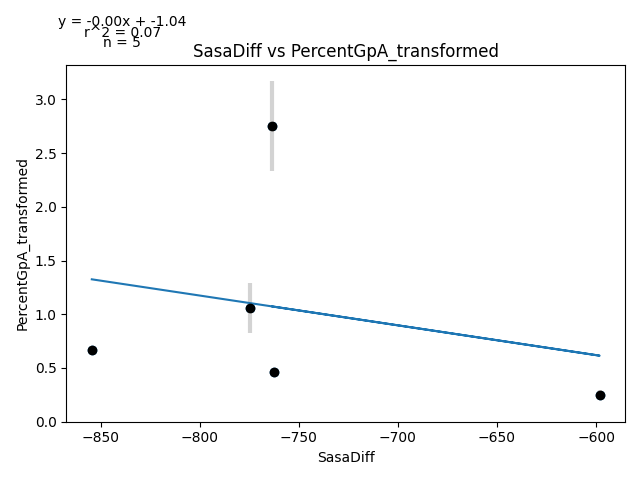 y = -0.00x + -1.04
r^2 = 0.07
n = 5
SasaDiff vs PercentGpA_transformed
3.0
2.5
2.0
1.5
1.0
0.5
0.0
PercentGpA_transformed
−850
−800
−750
−700
−650
−600
SasaDiff